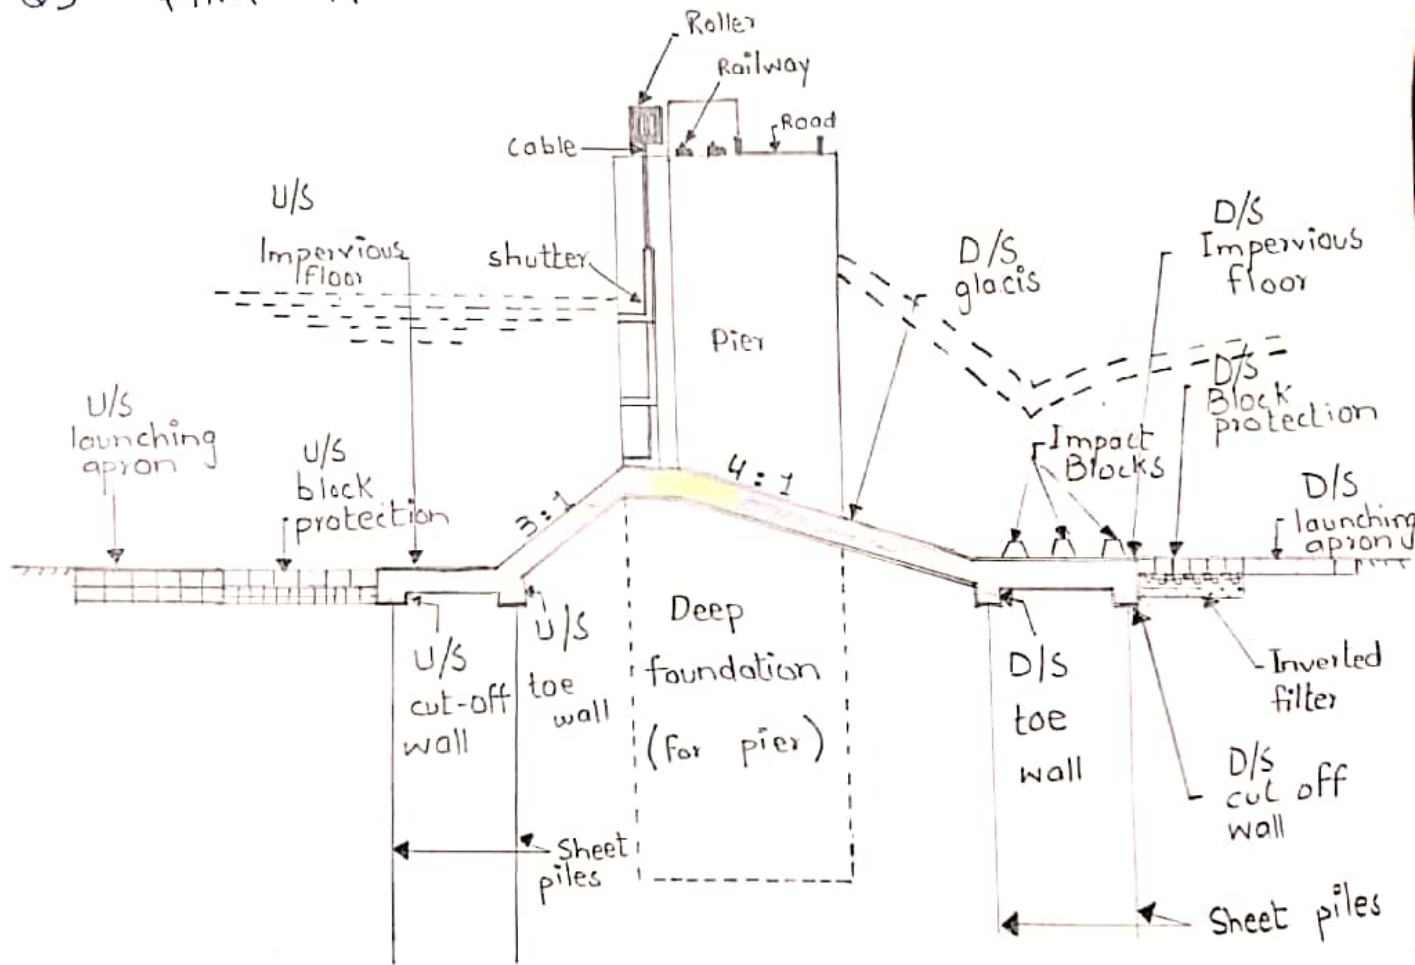 Roller
Railway
Road
Cable
U/S
Impervious
floor
shutter
D/S
glacis
D/S
Impervious
floor
Pier
U/S
launching
apron
U/S
block
protection
3:1
4:1
Impact
Blocks
D/S
Block
protection
D/S
launching
apron
U/S
cut-off
wall
U/S
toe
wall
Deep
foundation
(for pier)
D/S
toe
wall
Inverted
filter
D/S
cut off
wall
Sheet
piles
Sheet piles